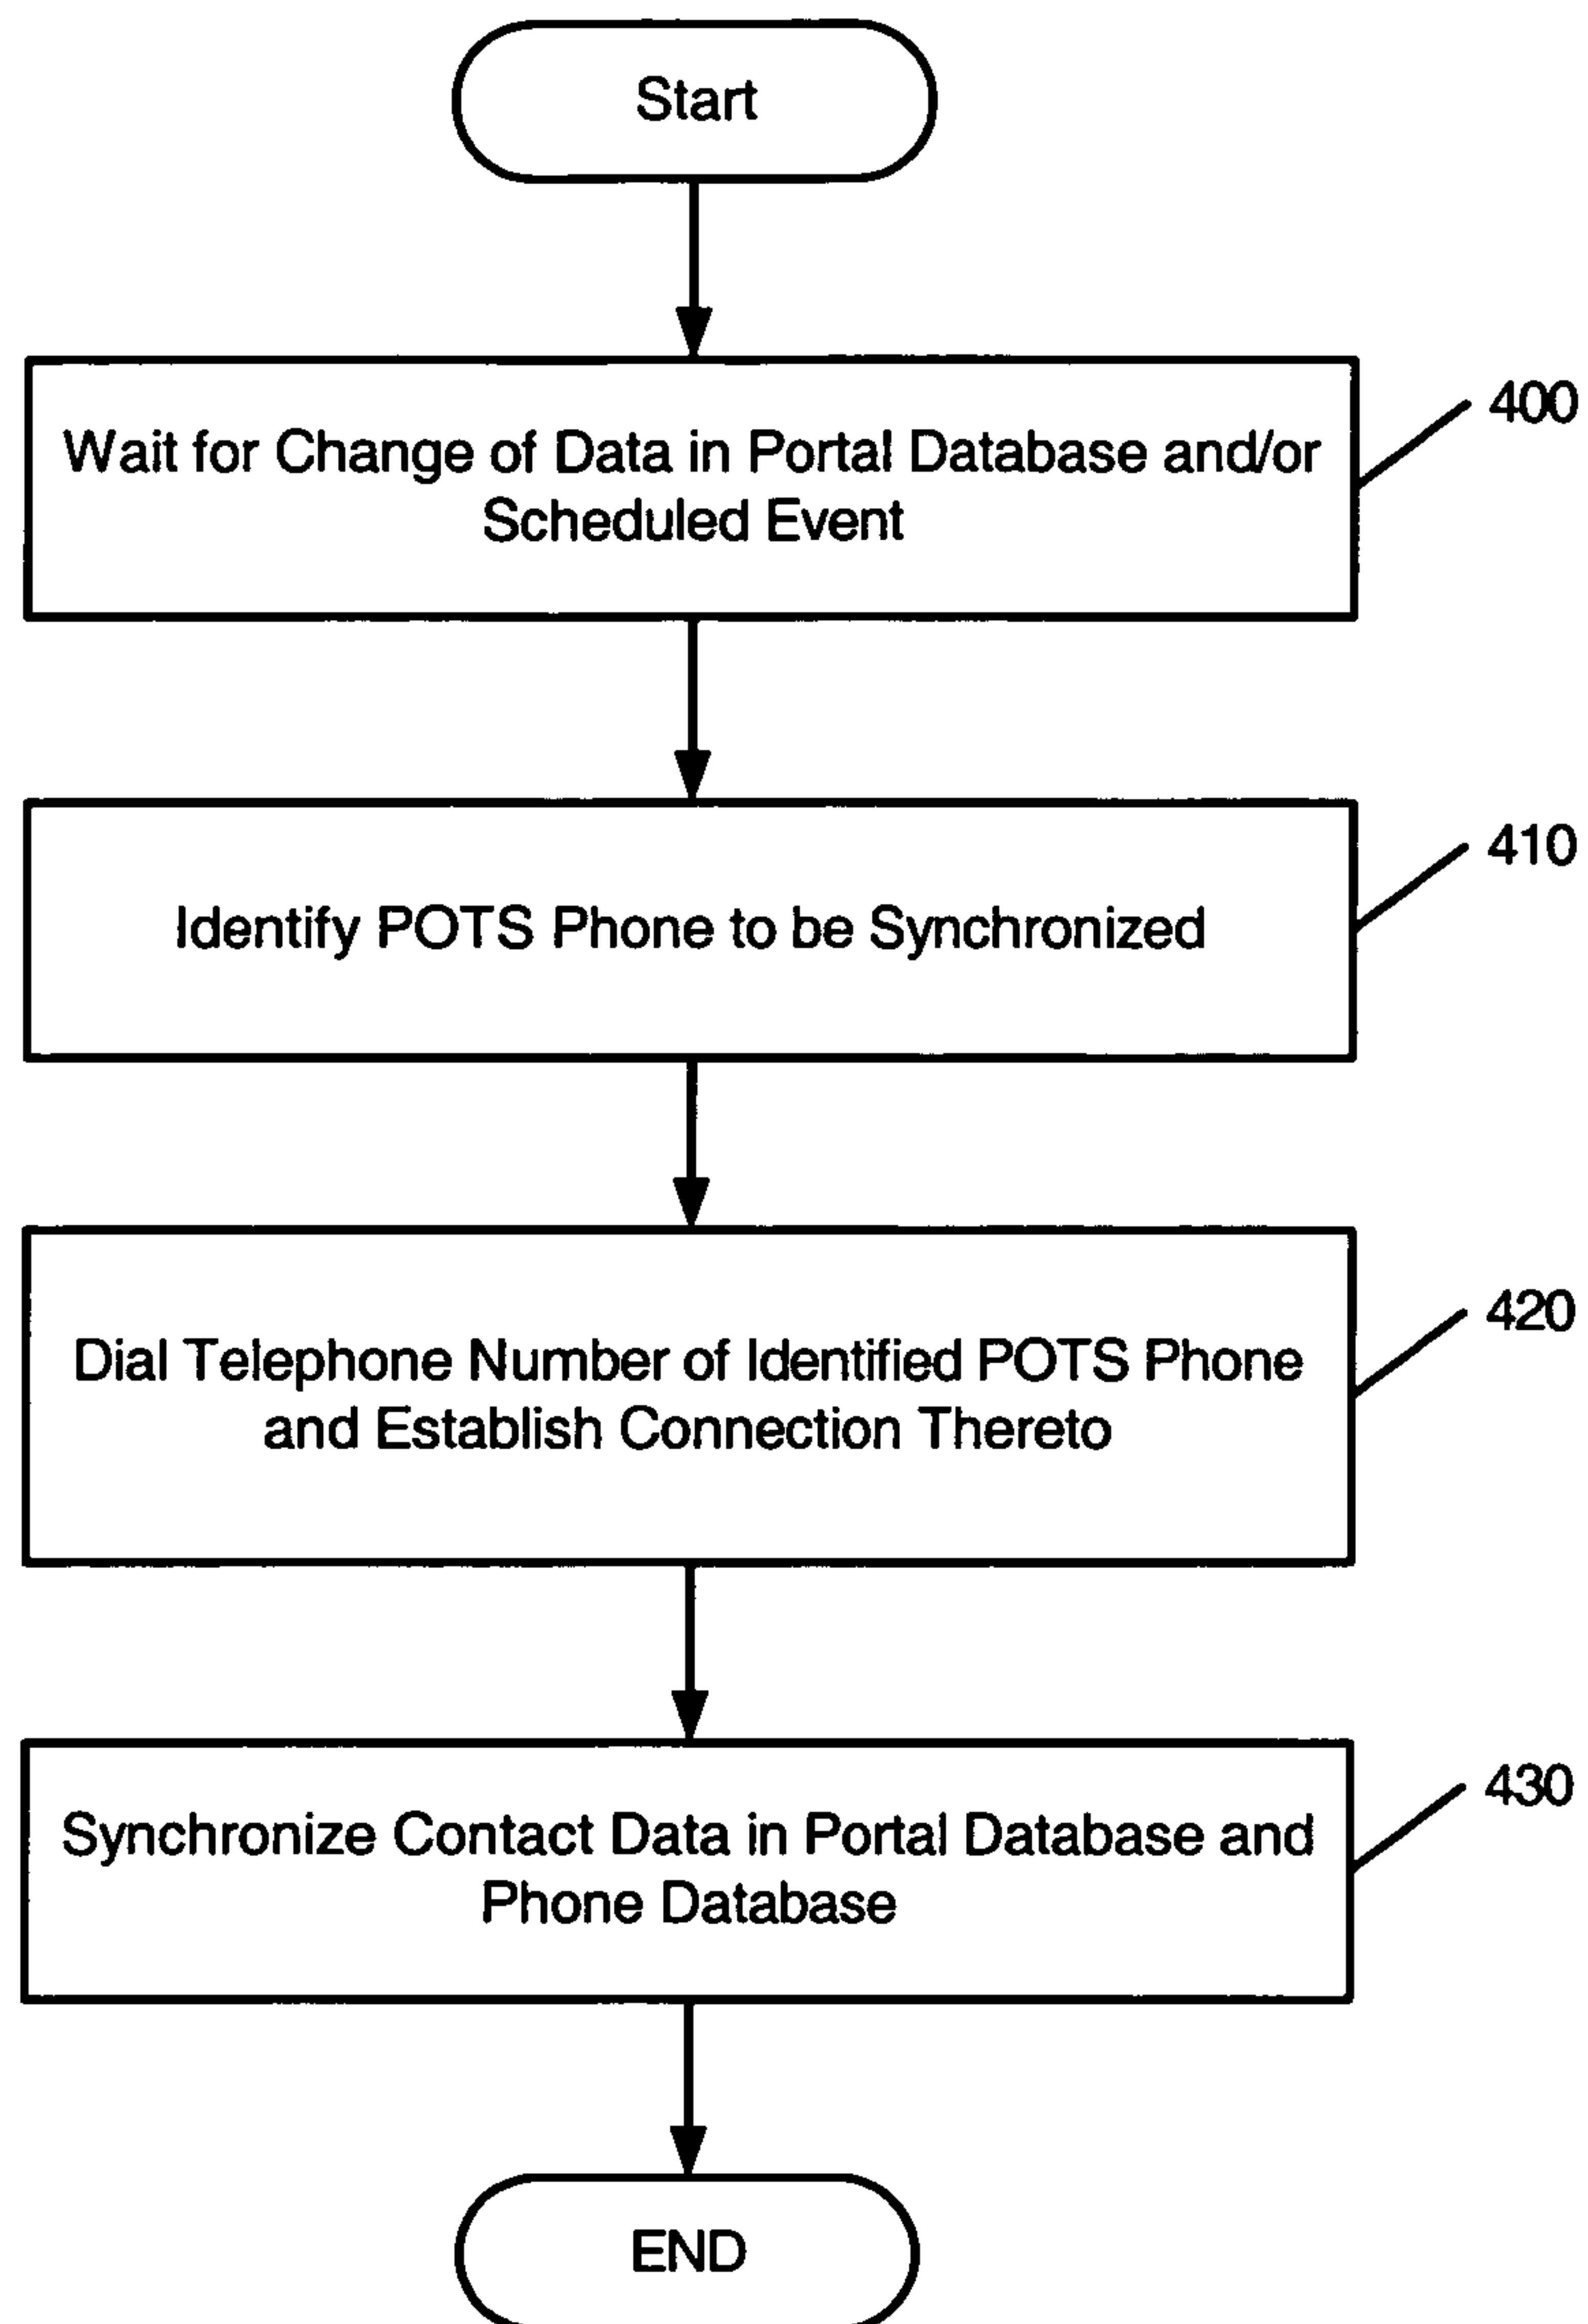 Start
Wait for Change of Data in Portal Database and/or
Scheduled Event
400
Identify POTS Phone to be Synchronized
410
Dial Telephone Number of Identified POTS Phone
and Establish Connection Thereto
420
Synchronize Contact Data in Portal Database and
Phone Database
430
END